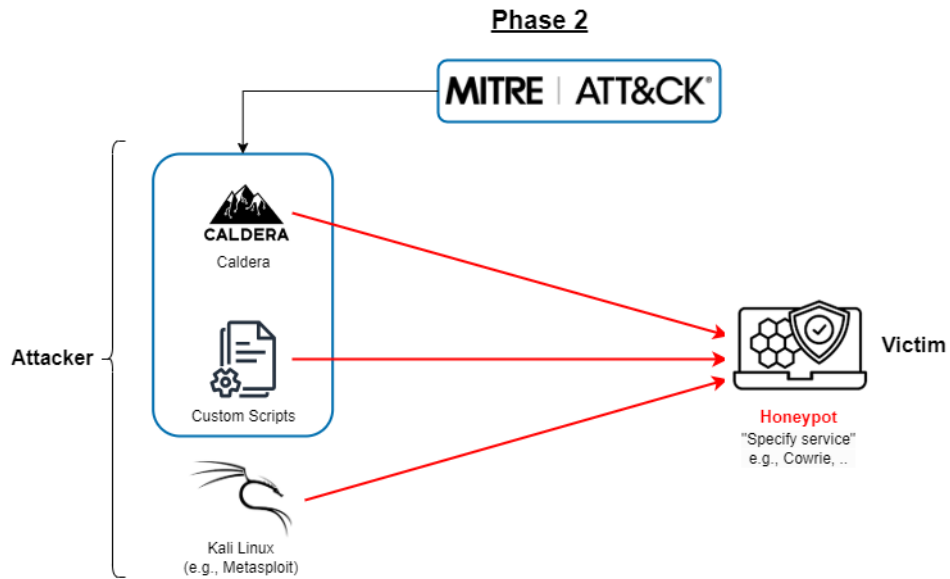 Phase 2
MITRE | ATT&CK®
CALDERA
Caldera
Custom Scripts
Attacker
Victim
Honeypot
"Specify service"
e.g., Cowrie, ..
Kali Linux
(e.g., Metasploit)